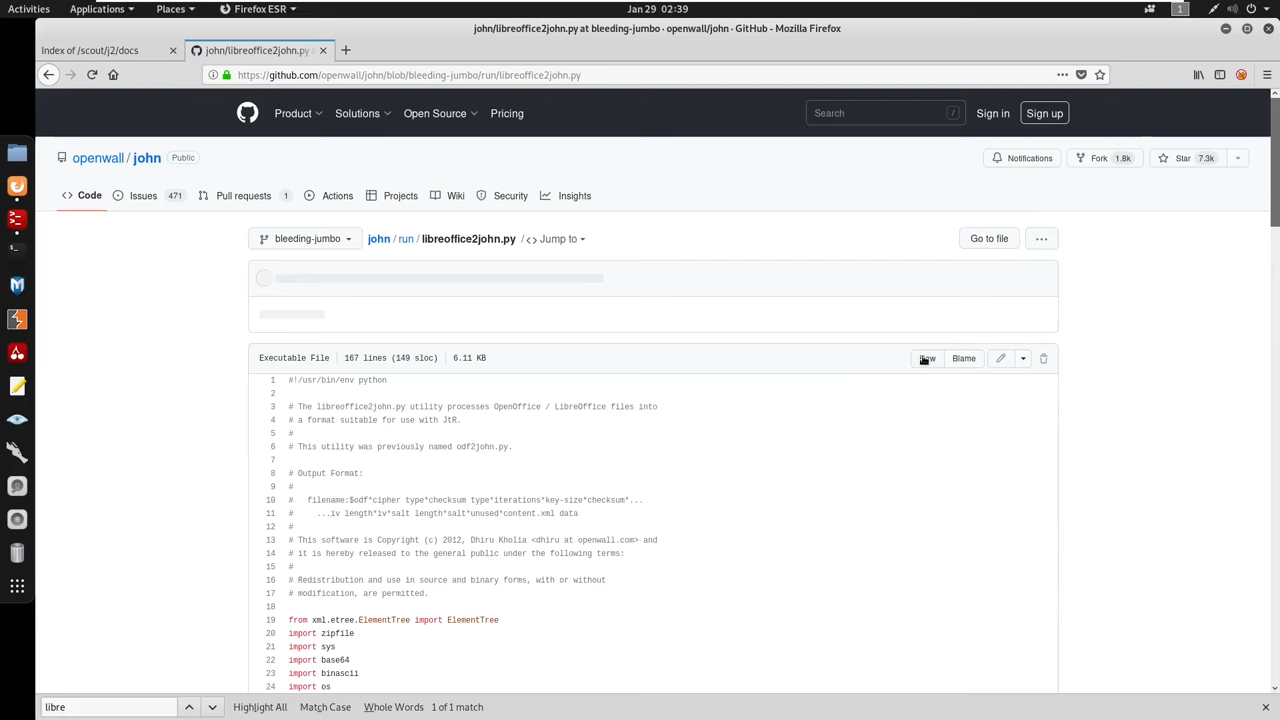 Activities Applications Places Firefox ESR Jan 29 02:39 1
john/libreoffice2john.py at bleeding-jumbo · openwall/john · GitHub - Mozilla Firefox
Index of /scout/j2/docs john/libreoffice2john.py a
https://github.com/openwall/john/blob/bleeding-jumbo/run/libreoffice2john.py
Product Solutions Open Source Pricing Search / Sign in Sign up
openwall / john Public Notifications Fork 1.8k Star 7.3k
Code Issues 471 Pull requests 1 Actions Projects Wiki Security Insights
bleeding-jumbo john / run / libreoffice2john.py / <> Jump to Go to file ...
Executable File 167 lines (149 sloc) 6.11 KB Raw Blame
1 #!/usr/bin/env python
2
3 # The libreoffice2john.py utility processes OpenOffice / LibreOffice files into
4 # a format suitable for use with JtR.
5 #
6 # This utility was previously named odf2john.py.
7
8 # Output Format:
9 #
10 #   filename:$odf*cipher type*checksum type*iterations*key-size*checksum*...
11 #     ...iv length*iv*salt length*salt*unused*content.xml data
12 #
13 # This software is Copyright (c) 2012, Dhiru Kholia <dhiru at openwall.com> and
14 # it is hereby released to the general public under the following terms:
15 #
16 # Redistribution and use in source and binary forms, with or without
17 # modification, are permitted.
18
19 from xml.etree.ElementTree import ElementTree
20 import zipfile
21 import sys
22 import base64
23 import binascii
24 import os
libre Highlight All Match Case Whole Words 1 of 1 match